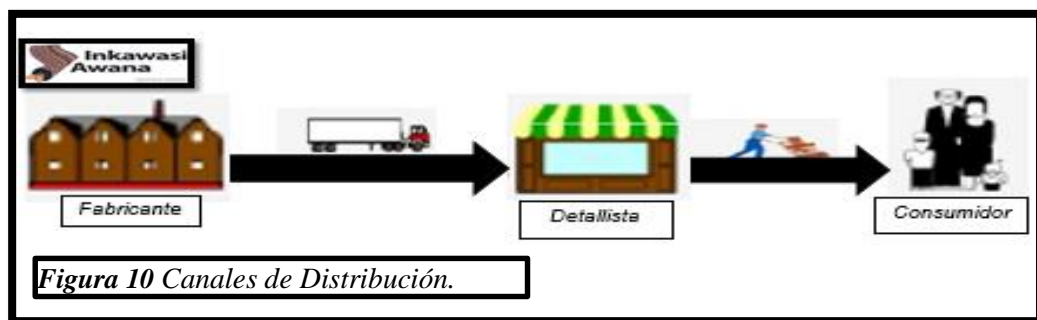 Inkawasi
Awana
Fabricante
Detallista
Consumidor
Figura 10 Canales de Distribución.